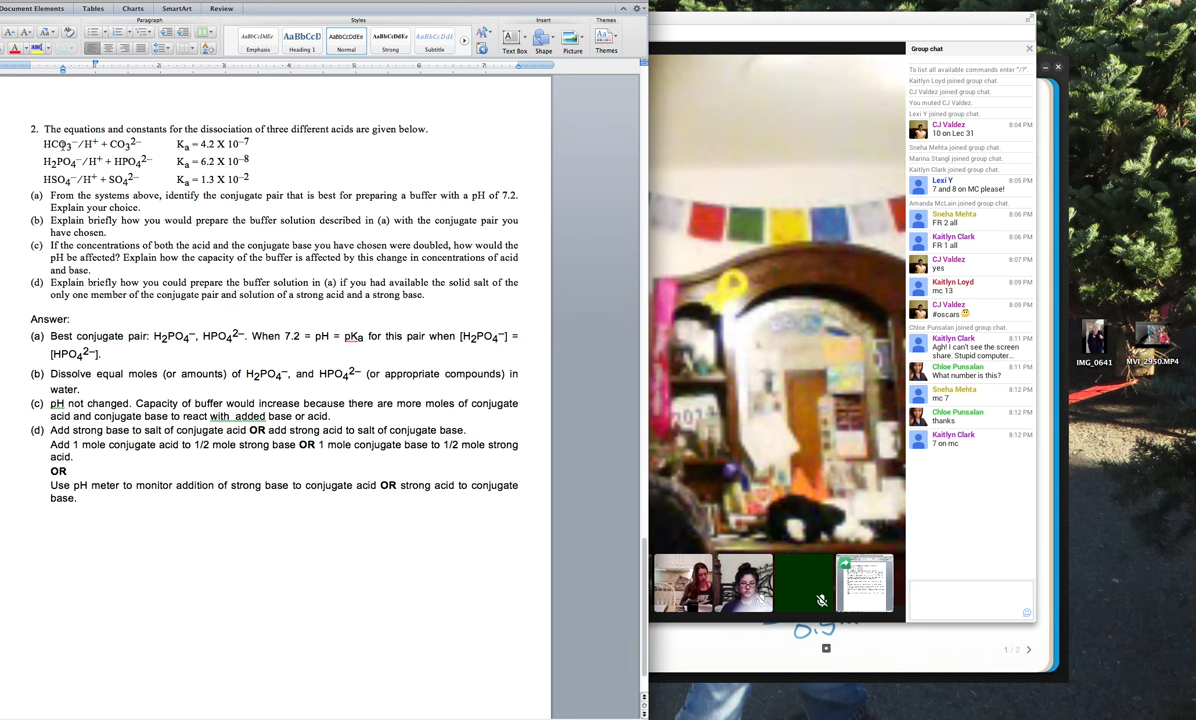 Document Elements Tables Charts SmartArt Review
Paragraph Styles Insert Themes
AaBbCcDdEe AaBbCcD AaBbCcDdEe AaBbCcDdEe AaBbCcDdE
Emphasis Heading 1 Normal Strong Subtitle Text Box Shape Picture Themes
2. The equations and constants for the dissociation of three different acids are given below.
HCO3−/H+ + CO32− Ka = 4.2 X 10−7
H2PO4−/H+ + HPO42− Ka = 6.2 X 10−8
HSO4−/H+ + SO42− Ka = 1.3 X 10−2
(a) From the systems above, identify the conjugate pair that is best for preparing a buffer with a pH of 7.2.
Explain your choice.
(b) Explain briefly how you would prepare the buffer solution described in (a) with the conjugate pair you
have chosen.
(c) If the concentrations of both the acid and the conjugate base you have chosen were doubled, how would the
pH be affected? Explain how the capacity of the buffer is affected by this change in concentrations of acid
and base.
(d) Explain briefly how you could prepare the buffer solution in (a) if you had available the solid salt of the
only one member of the conjugate pair and solution of a strong acid and a strong base.
Answer:
(a) Best conjugate pair: H2PO4−, HPO42−. When 7.2 = pH = pKa for this pair when [H2PO4−] =
[HPO42−].
(b) Dissolve equal moles (or amounts) of H2PO4−, and HPO42− (or appropriate compounds) in
water.
(c) pH not changed. Capacity of buffer would increase because there are more moles of conjugate
acid and conjugate base to react with added base or acid.
(d) Add strong base to salt of conjugate acid OR add strong acid to salt of conjugate base.
Add 1 mole conjugate acid to 1/2 mole strong base OR 1 mole conjugate base to 1/2 mole strong
acid.
OR
Use pH meter to monitor addition of strong base to conjugate acid OR strong acid to conjugate
base.
Group chat
To list all available commands enter "/?".
Kaitlyn Loyd joined group chat.
CJ Valdez joined group chat.
You muted CJ Valdez.
Lexi Y joined group chat.
CJ Valdez 8:04 PM
10 on Lec 31
Sneha Mehta joined group chat.
Marina Stangl joined group chat.
Kaitlyn Clark joined group chat.
Lexi Y 8:05 PM
7 and 8 on MC please!
Amanda McLain joined group chat.
Sneha Mehta 8:06 PM
FR 2 all
Kaitlyn Clark 8:06 PM
FR 1 all
CJ Valdez 8:07 PM
yes
Kaitlyn Loyd 8:09 PM
mc 13
CJ Valdez 8:09 PM
#oscars
Chloe Punsalan joined group chat.
Kaitlyn Clark 8:11 PM
Agh! I can't see the screen
share. Stupid computer...
Chloe Punsalan 8:11 PM
What number is this?
Sneha Mehta 8:12 PM
mc 7
Chloe Punsalan 8:12 PM
thanks
Kaitlyn Clark 8:12 PM
7 on mc
0.5
1 / 2
IMG_0641 MVI_2950.MP4